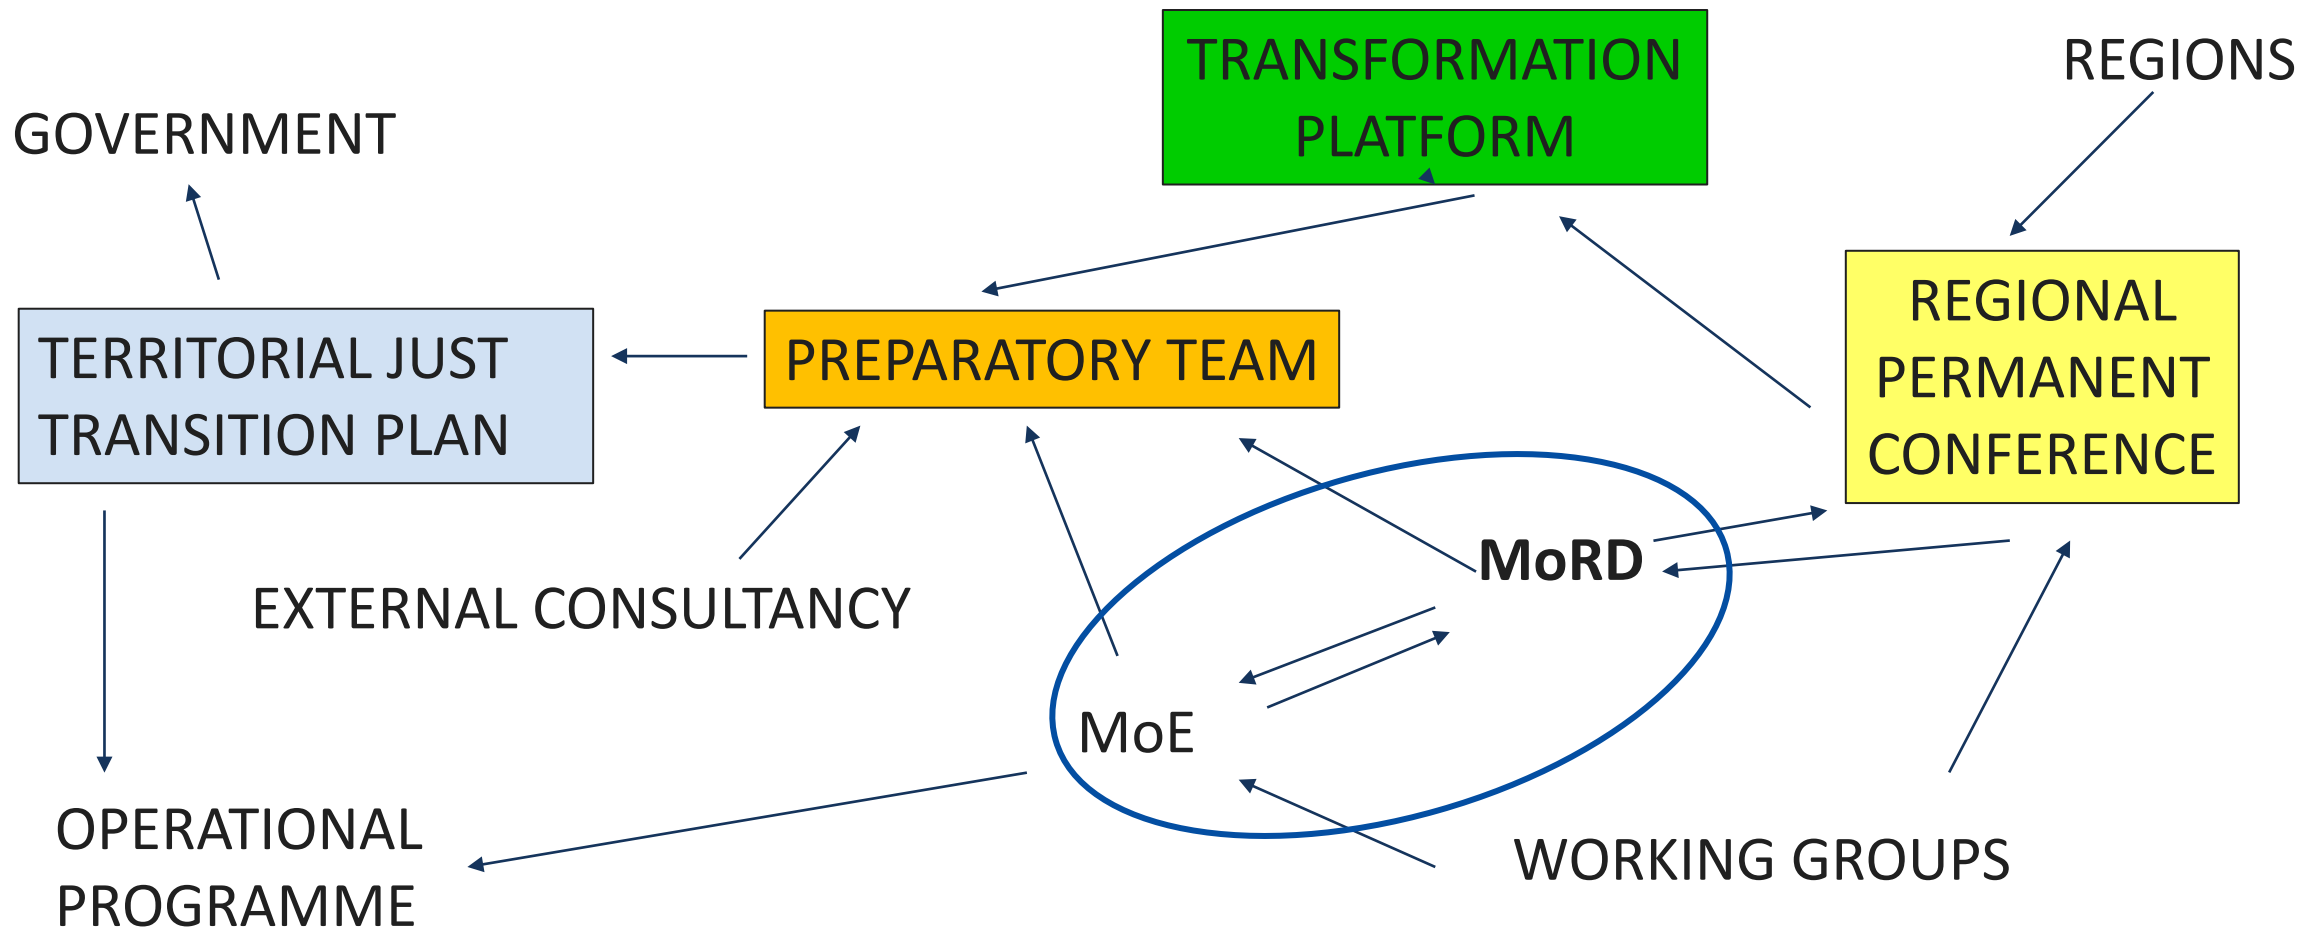 TRANSFORMATION
PLATFORM
REGIONS
GOVERNMENT
REGIONAL
PERMANENT
CONFERENCE
TERRITORIAL JUST
TRANSITION PLAN
PREPARATORY TEAM
MoRD
EXTERNAL CONSULTANCY
MoE
OPERATIONAL
PROGRAMME
WORKING GROUPS